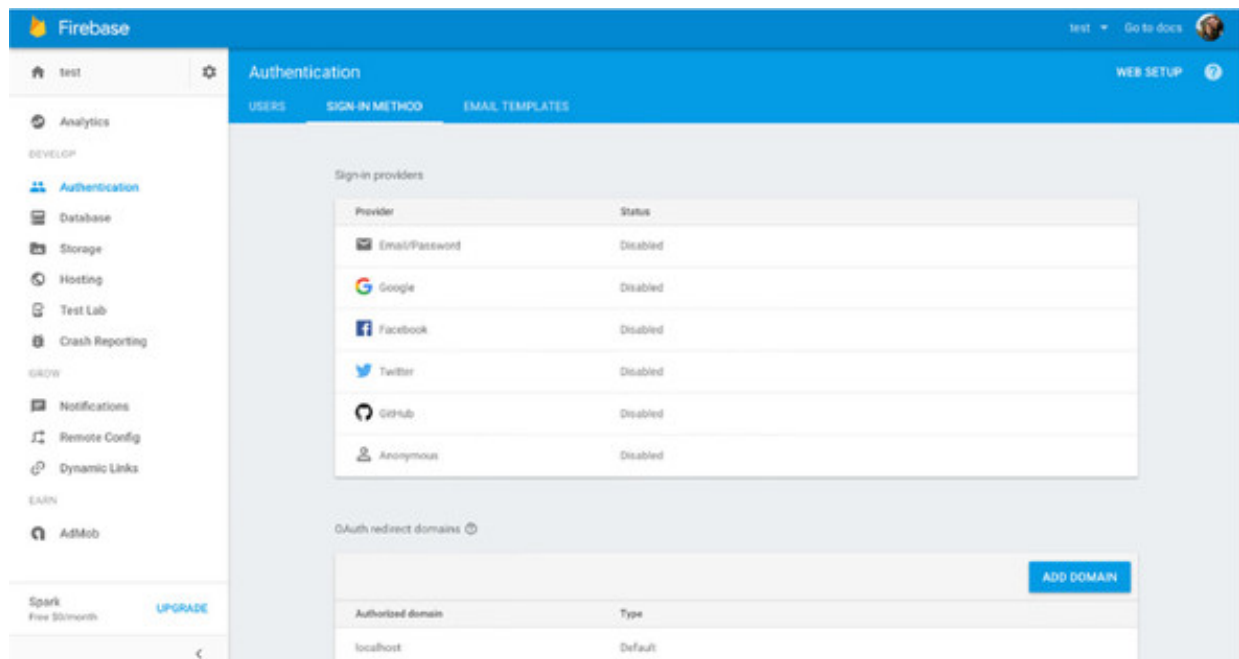 Firebase
test
Go to docs
test
Authentication
WEB SETUP
USERS
SIGN-IN METHOD
EMAIL TEMPLATES
Analytics
DEVELOP
Authentication
Database
Storage
Hosting
Test Lab
Crash Reporting
GROW
Notifications
Remote Config
Dynamic Links
EARN
AdMob
Spark
Free $0/month
UPGRADE
Sign-in providers
Provider Status
Email/Password Disabled
Google Disabled
Facebook Disabled
Twitter Disabled
GitHub Disabled
Anonymous Disabled
OAuth redirect domains
ADD DOMAIN
Authorized domain Type
localhost Default